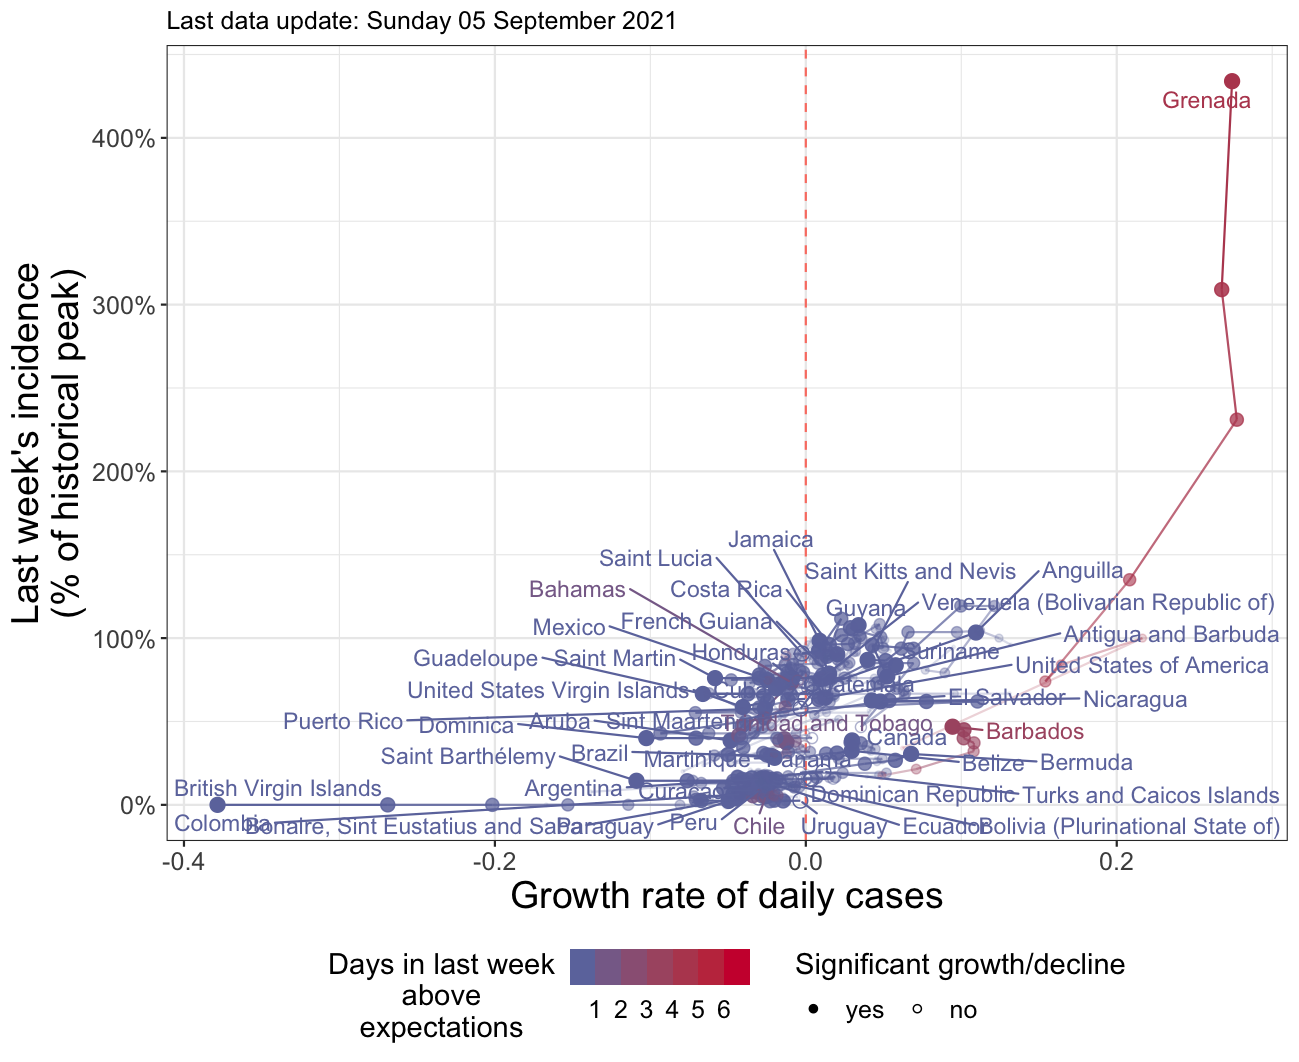 Last data update: Sunday 05 September 2021
Last week's incidence
(% of historical peak)
400%
300%
200%
100%
0%
Grenada
Jamaica
Saint Lucia
Saint Kitts and Nevis
Anguilla
Bahamas
Costa Rica
Guyana
Venezuela (Bolivarian Republic of)
Mexico
French Guiana
Antigua and Barbuda
Guadeloupe
Saint Martin
Honduras
Suriname
United States of America
United States Virgin Islands
Cuba
Guatemala
El Salvador
Nicaragua
Puerto Rico
Dominica
Aruba
Sint Maarten
Trinidad and Tobago
Canada
Barbados
Saint Barthélemy
Brazil
Martinique
Panama
Belize
Bermuda
British Virgin Islands
Argentina
Curaçao
Dominican Republic
Turks and Caicos Islands
Colombia
Bonaire, Sint Eustatius and Saba
Paraguay
Peru
Chile
Uruguay
Ecuador
Bolivia (Plurinational State of)
-0.4
-0.2
0.0
0.2
Growth rate of daily cases
Days in last week
above
expectations
1 2 3 4 5 6
Significant growth/decline
yes
no